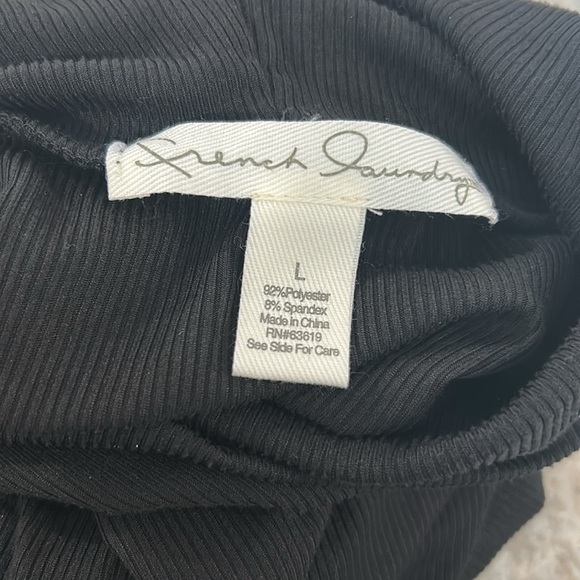 French Laundry
L
92%Polyester
8% Spandex
Made in China
RN#63619
See Side For Care